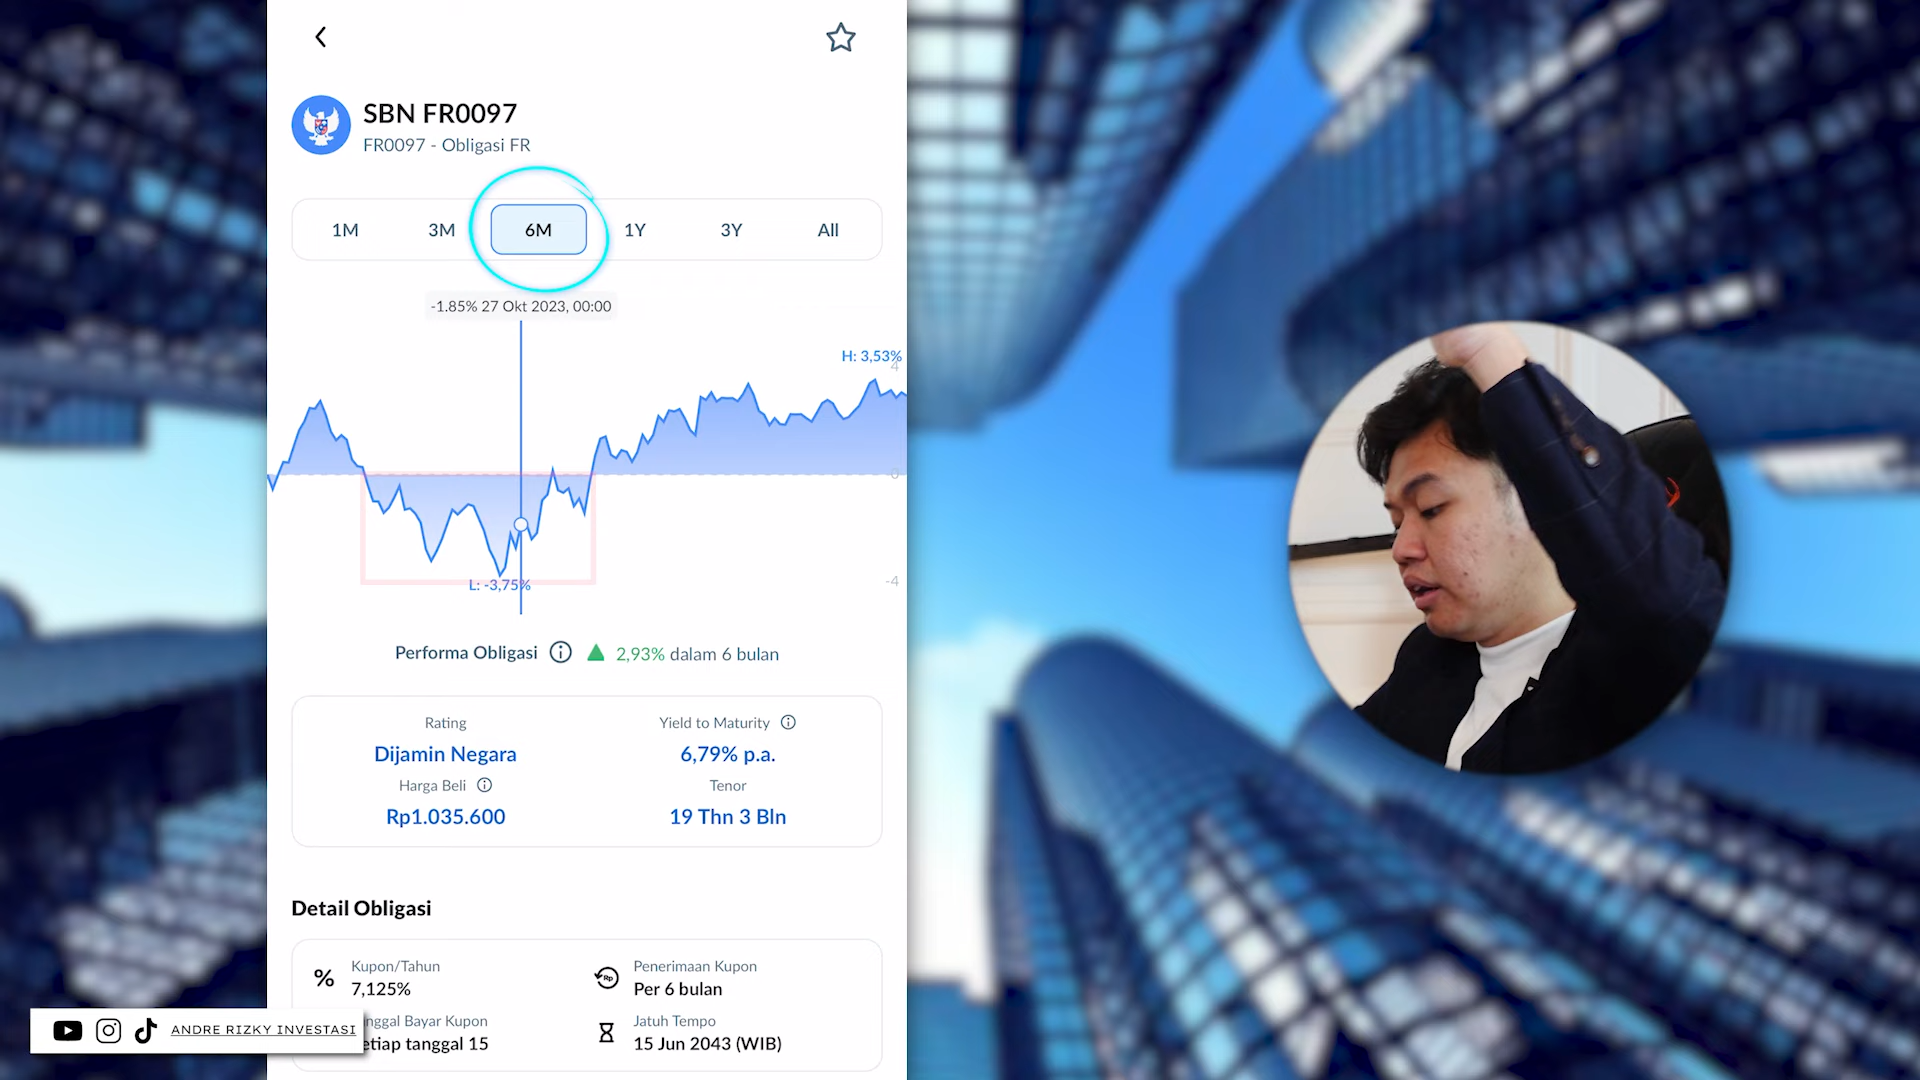 SBN FR0097
FR0097 - Obligasi FR
1M 3M 6M 1Y 3Y All
-1.85% 27 Okt 2023, 00:00
H: 3,53%
4
0
L: -3,75%
-4
Performa Obligasi 2,93% dalam 6 bulan
Rating Yield to Maturity
Dijamin Negara 6,79% p.a.
Harga Beli Tenor
Rp1.035.600 19 Thn 3 Bln
Detail Obligasi
% Kupon/Tahun Penerimaan Kupon
7,125% Per 6 bulan
nggal Bayar Kupon Jatuh Tempo
etiap tanggal 15 15 Jun 2043 (WIB)
ANDRE RIZKY INVESTASI